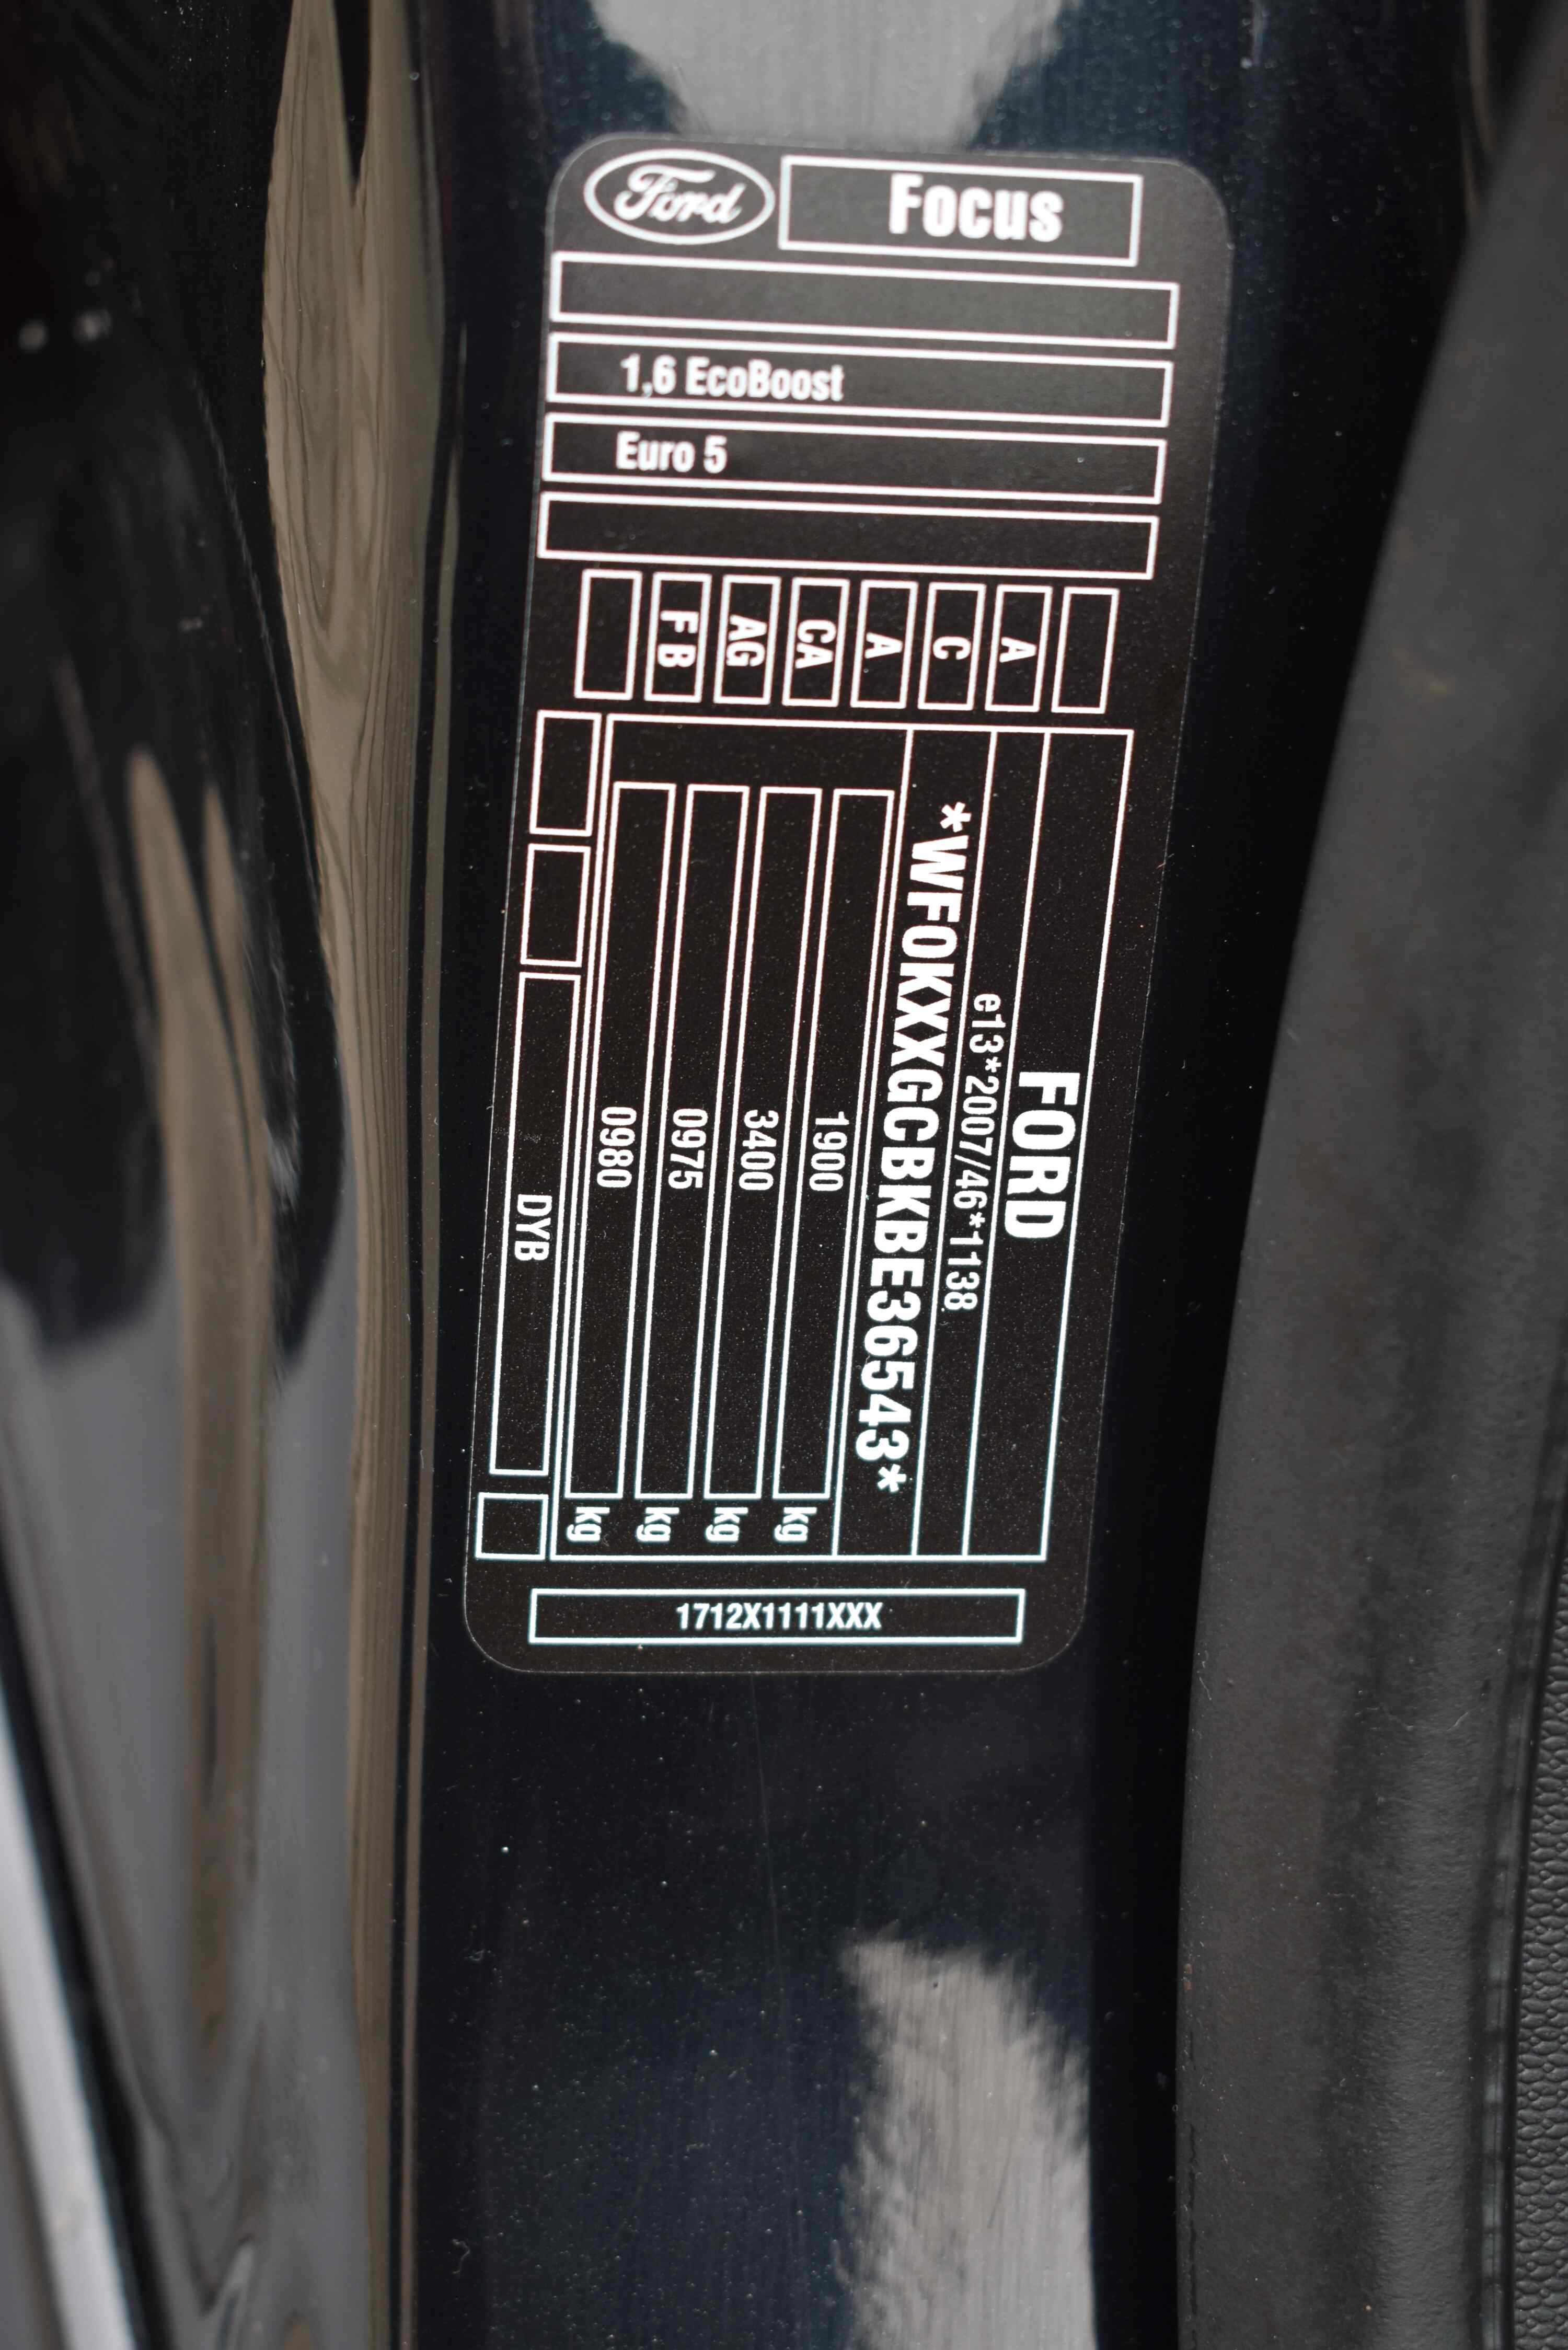 Ford
Focus
1,6 EcoBoost
Euro 5
FB AG CA A C A
FORD
e13*2007/46*1138
*WF0KXXGCBKBE36543*
1900 kg
3400 kg
0975 kg
0980 kg
DYB
1712X1111XXX